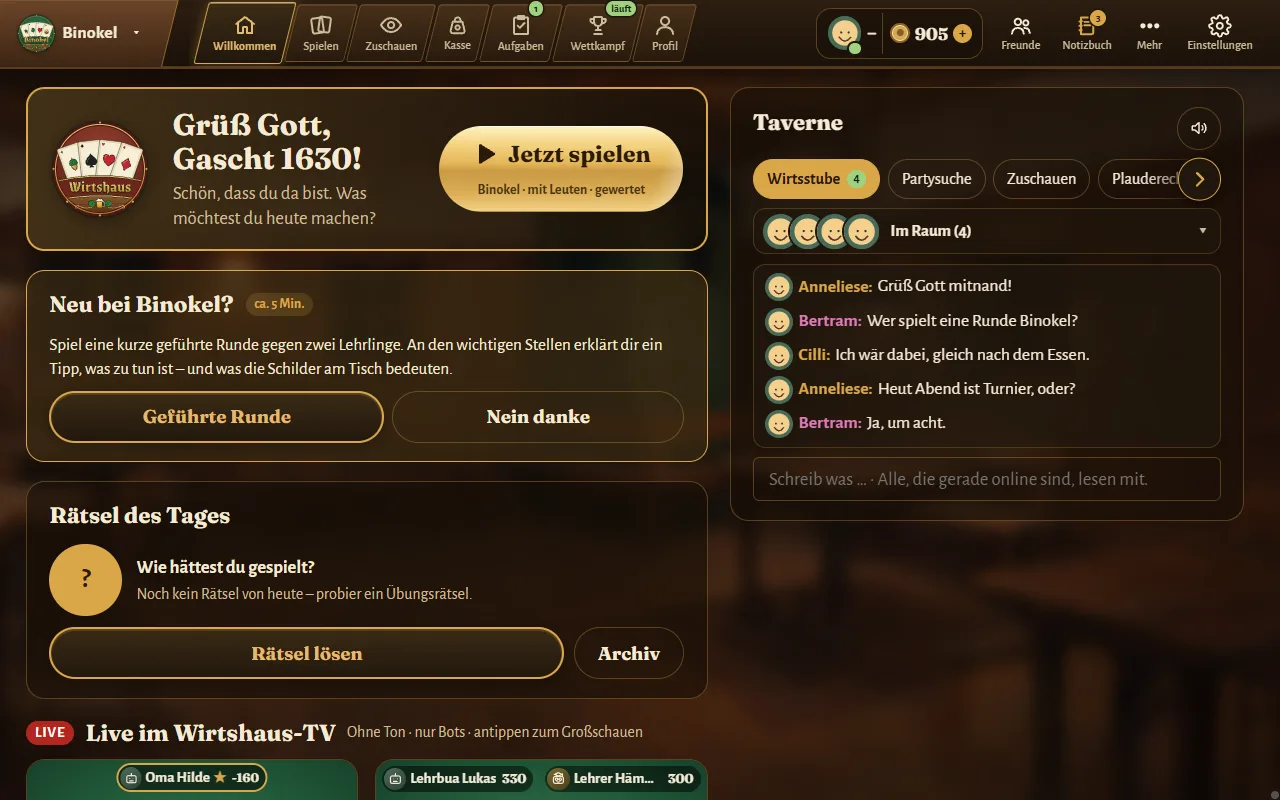 Binokel
Willkommen
Spielen
Zuschauen
Kasse
1
Aufgaben
läuft
Wettkampf
Profil
–
905
+
Freunde
3
Notizbuch
Mehr
Einstellungen
Wirtshaus
Grüß Gott,
Gascht 1630!
Schön, dass du da bist. Was
möchtest du heute machen?
Jetzt spielen
Binokel · mit Leuten · gewertet
Neu bei Binokel? ca. 5 Min.
Spiel eine kurze geführte Runde gegen zwei Lehrlinge. An den wichtigen Stellen erklärt dir ein
Tipp, was zu tun ist – und was die Schilder am Tisch bedeuten.
Geführte Runde
Nein danke
Rätsel des Tages
?
Wie hättest du gespielt?
Noch kein Rätsel von heute – probier ein Übungsrätsel.
Rätsel lösen
Archiv
LIVE Live im Wirtshaus-TV Ohne Ton · nur Bots · antippen zum Großschauen
Oma Hilde -160
Lehrbua Lukas 330
Lehrer Häm... 300
Taverne
Wirtsstube 4
Partysuche
Zuschauen
Plauderec
Im Raum (4)
Anneliese: Grüß Gott mitnand!
Bertram: Wer spielt eine Runde Binokel?
Cilli: Ich wär dabei, gleich nach dem Essen.
Anneliese: Heut Abend ist Turnier, oder?
Bertram: Ja, um acht.
Schreib was ... · Alle, die gerade online sind, lesen mit.